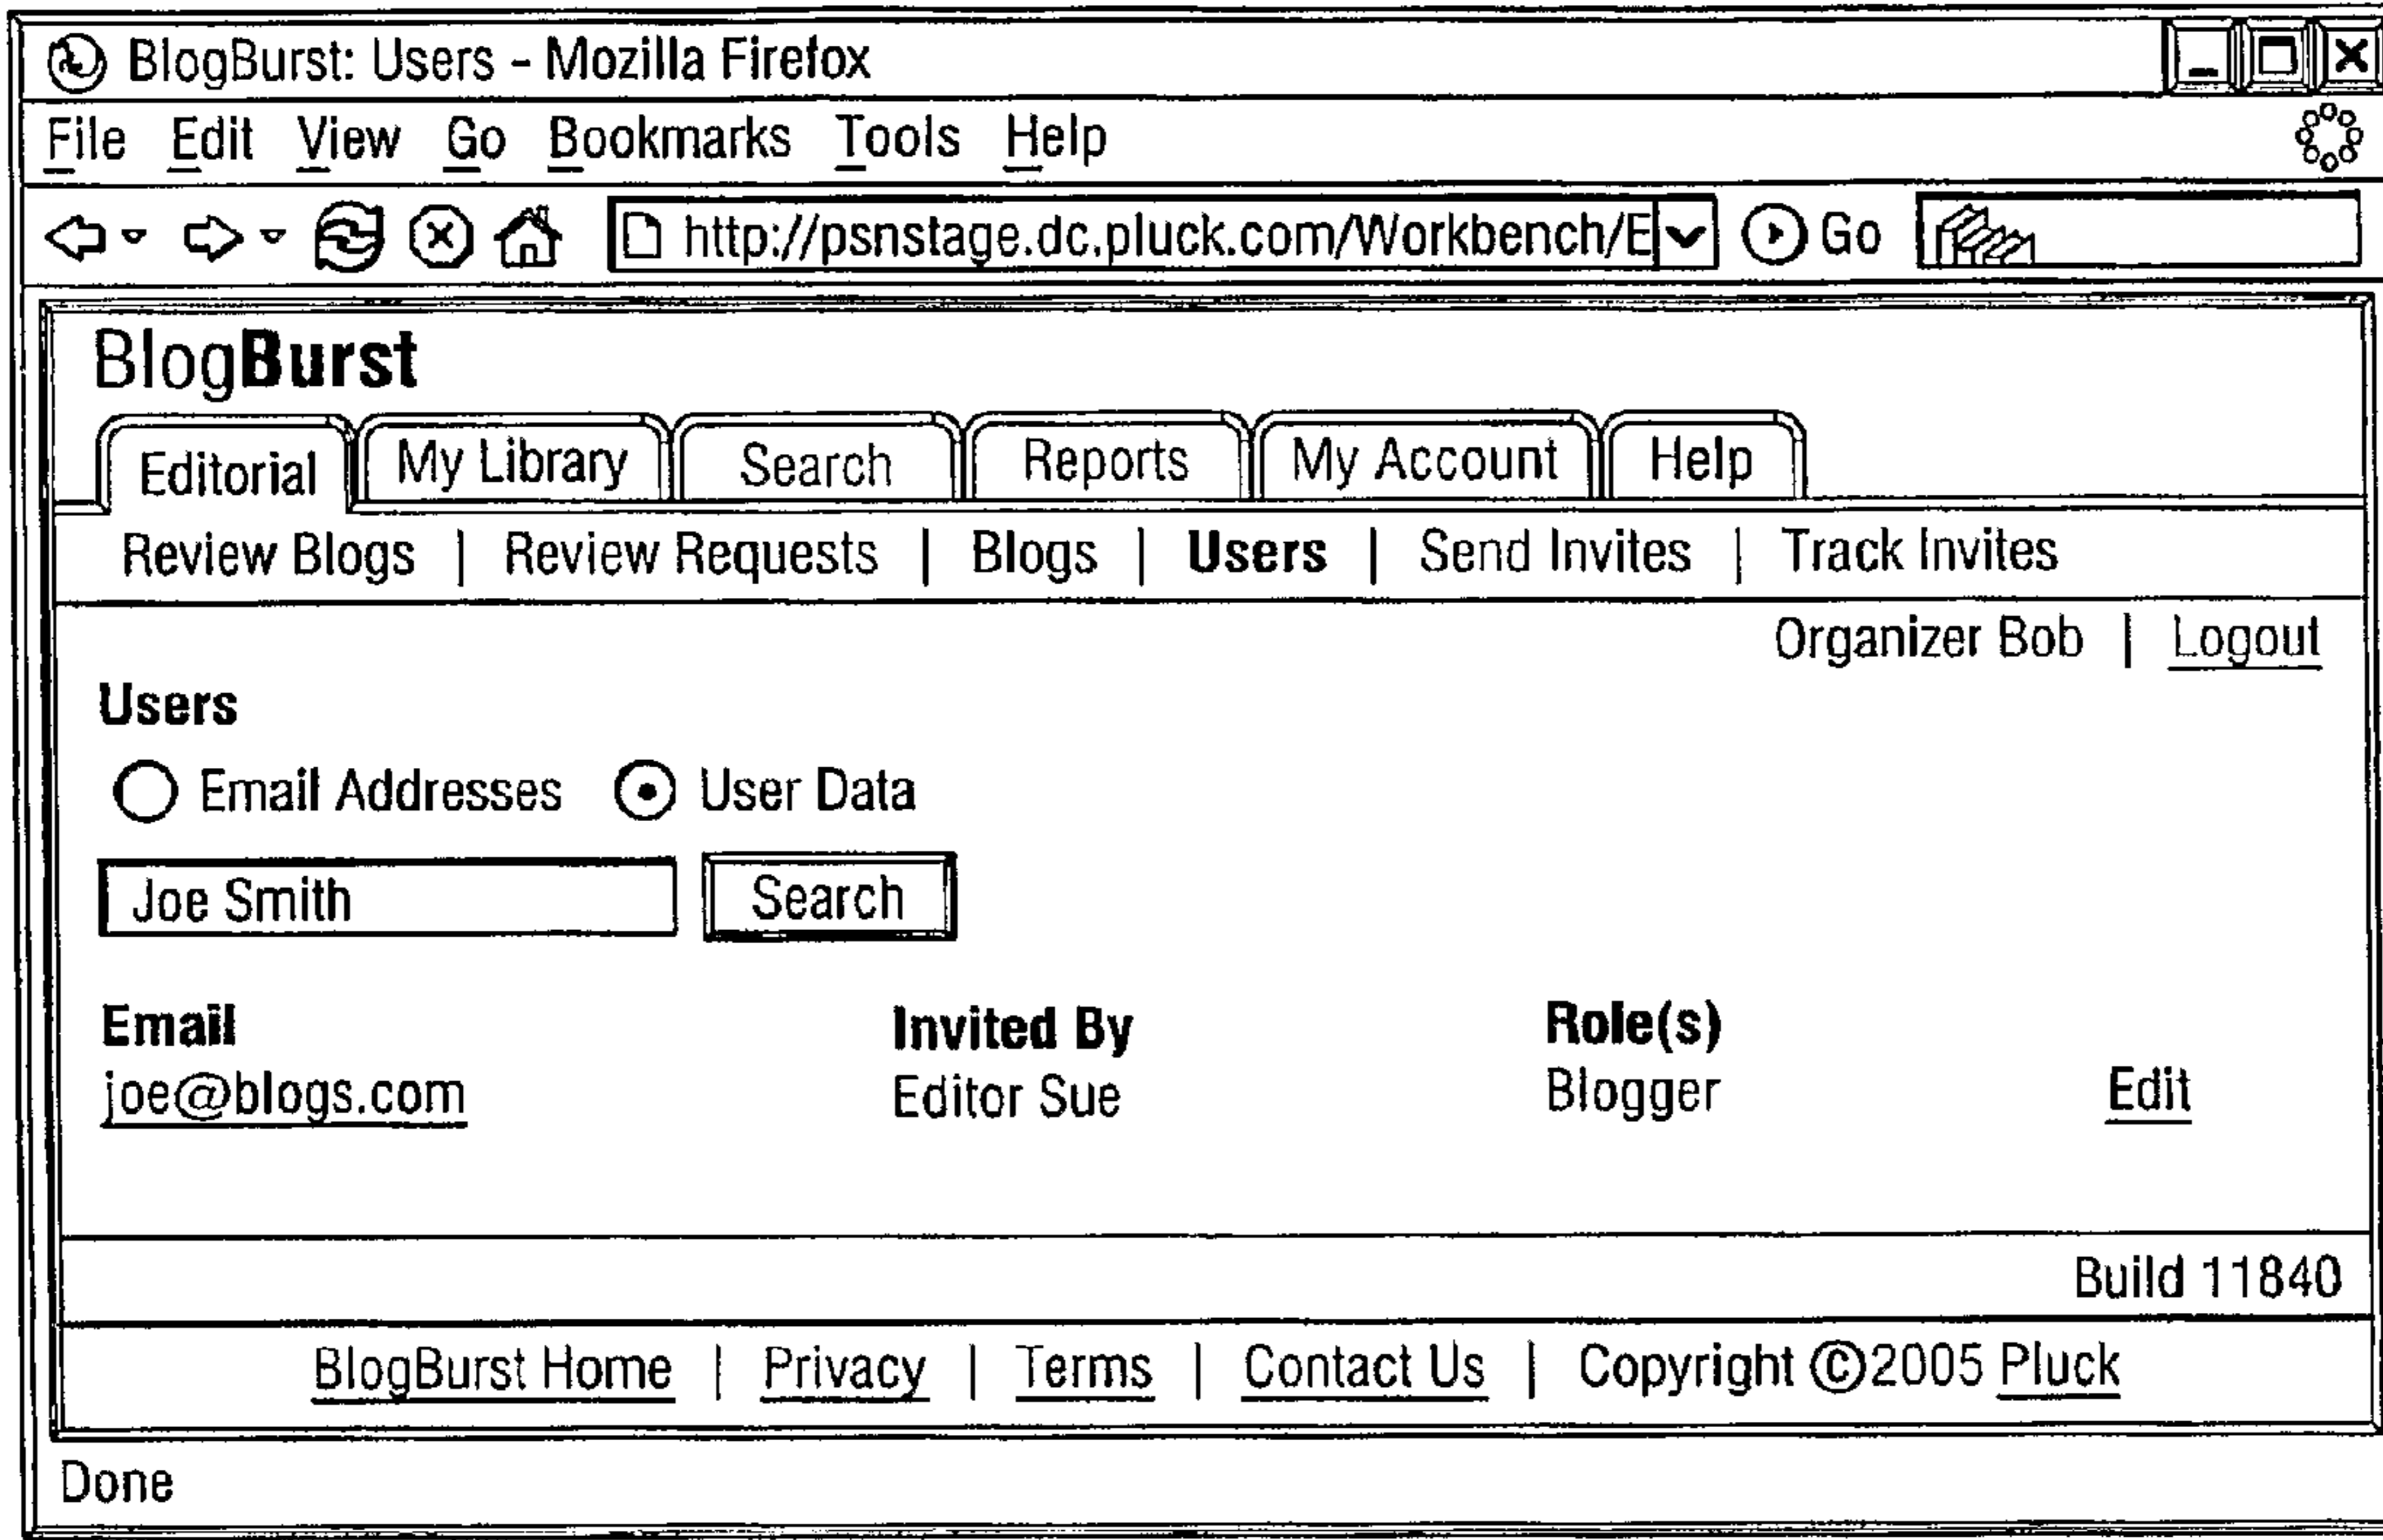 BlogBurst: Users - Mozilla Firefox
File Edit View Go Bookmarks Tools Help
http://psnstage.dc.pluck.com/Workbench/E Go
BlogBurst
Editorial My Library Search Reports My Account Help
Review Blogs | Review Requests | Blogs | Users | Send Invites | Track Invites
Organizer Bob | Logout
Users
Email Addresses User Data
Joe Smith Search
Email Invited By Role(s)
joe@blogs.com Editor Sue Blogger Edit
Build 11840
BlogBurst Home | Privacy | Terms | Contact Us | Copyright ©2005 Pluck
Done